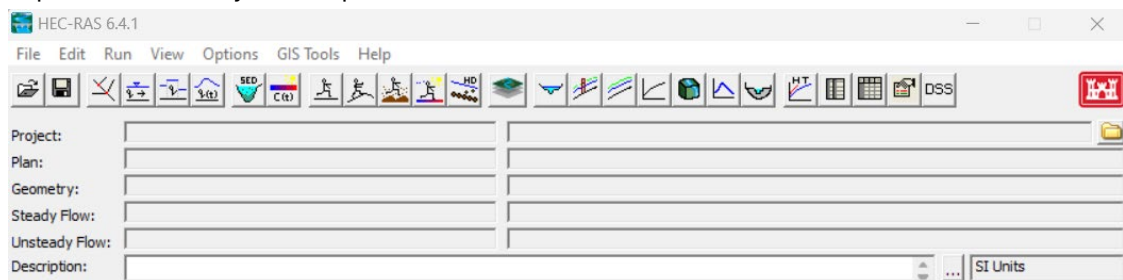 HEC-RAS 6.4.1
File Edit Run View Options GIS Tools Help
SED C(t) HD H.T. DSS
Project:
Plan:
Geometry:
Steady Flow:
Unsteady Flow:
Description: ... SI Units